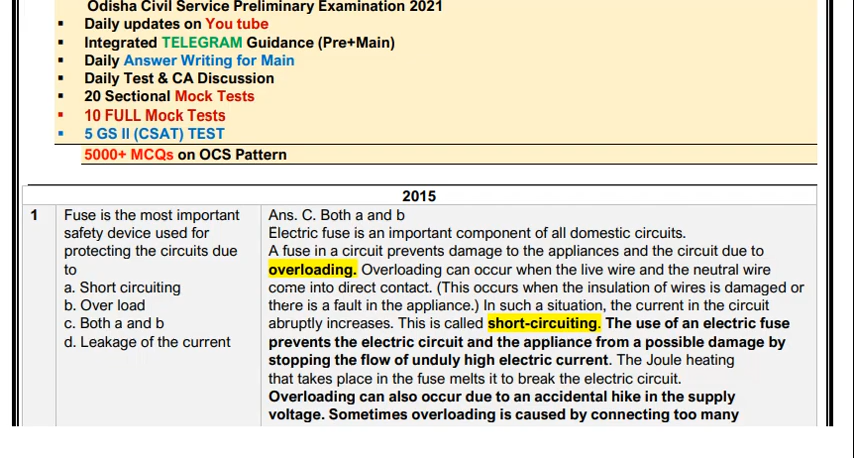 Odisha Civil Service Preliminary Examination 2021
▪ Daily updates on You tube
▪ Integrated TELEGRAM Guidance (Pre+Main)
▪ Daily Answer Writing for Main
▪ Daily Test & CA Discussion
▪ 20 Sectional Mock Tests
▪ 10 FULL Mock Tests
▪ 5 GS II (CSAT) TEST
5000+ MCQs on OCS Pattern
2015
1
Fuse is the most important
safety device used for
protecting the circuits due
to
a. Short circuiting
b. Over load
c. Both a and b
d. Leakage of the current
Ans. C. Both a and b
Electric fuse is an important component of all domestic circuits.
A fuse in a circuit prevents damage to the appliances and the circuit due to
overloading. Overloading can occur when the live wire and the neutral wire
come into direct contact. (This occurs when the insulation of wires is damaged or
there is a fault in the appliance.) In such a situation, the current in the circuit
abruptly increases. This is called short-circuiting. The use of an electric fuse
prevents the electric circuit and the appliance from a possible damage by
stopping the flow of unduly high electric current. The Joule heating
that takes place in the fuse melts it to break the electric circuit.
Overloading can also occur due to an accidental hike in the supply
voltage. Sometimes overloading is caused by connecting too many